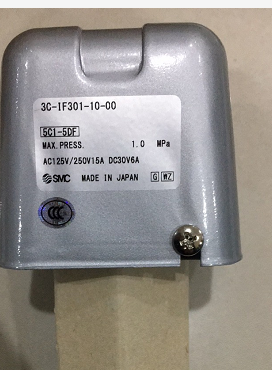 3C-IF301-10-00
5C1-5DF
MAX.PRESS. 1.0 MPa
AC125V/250V15A DC30V6A
SMC MADE IN JAPAN G WZ
CCC